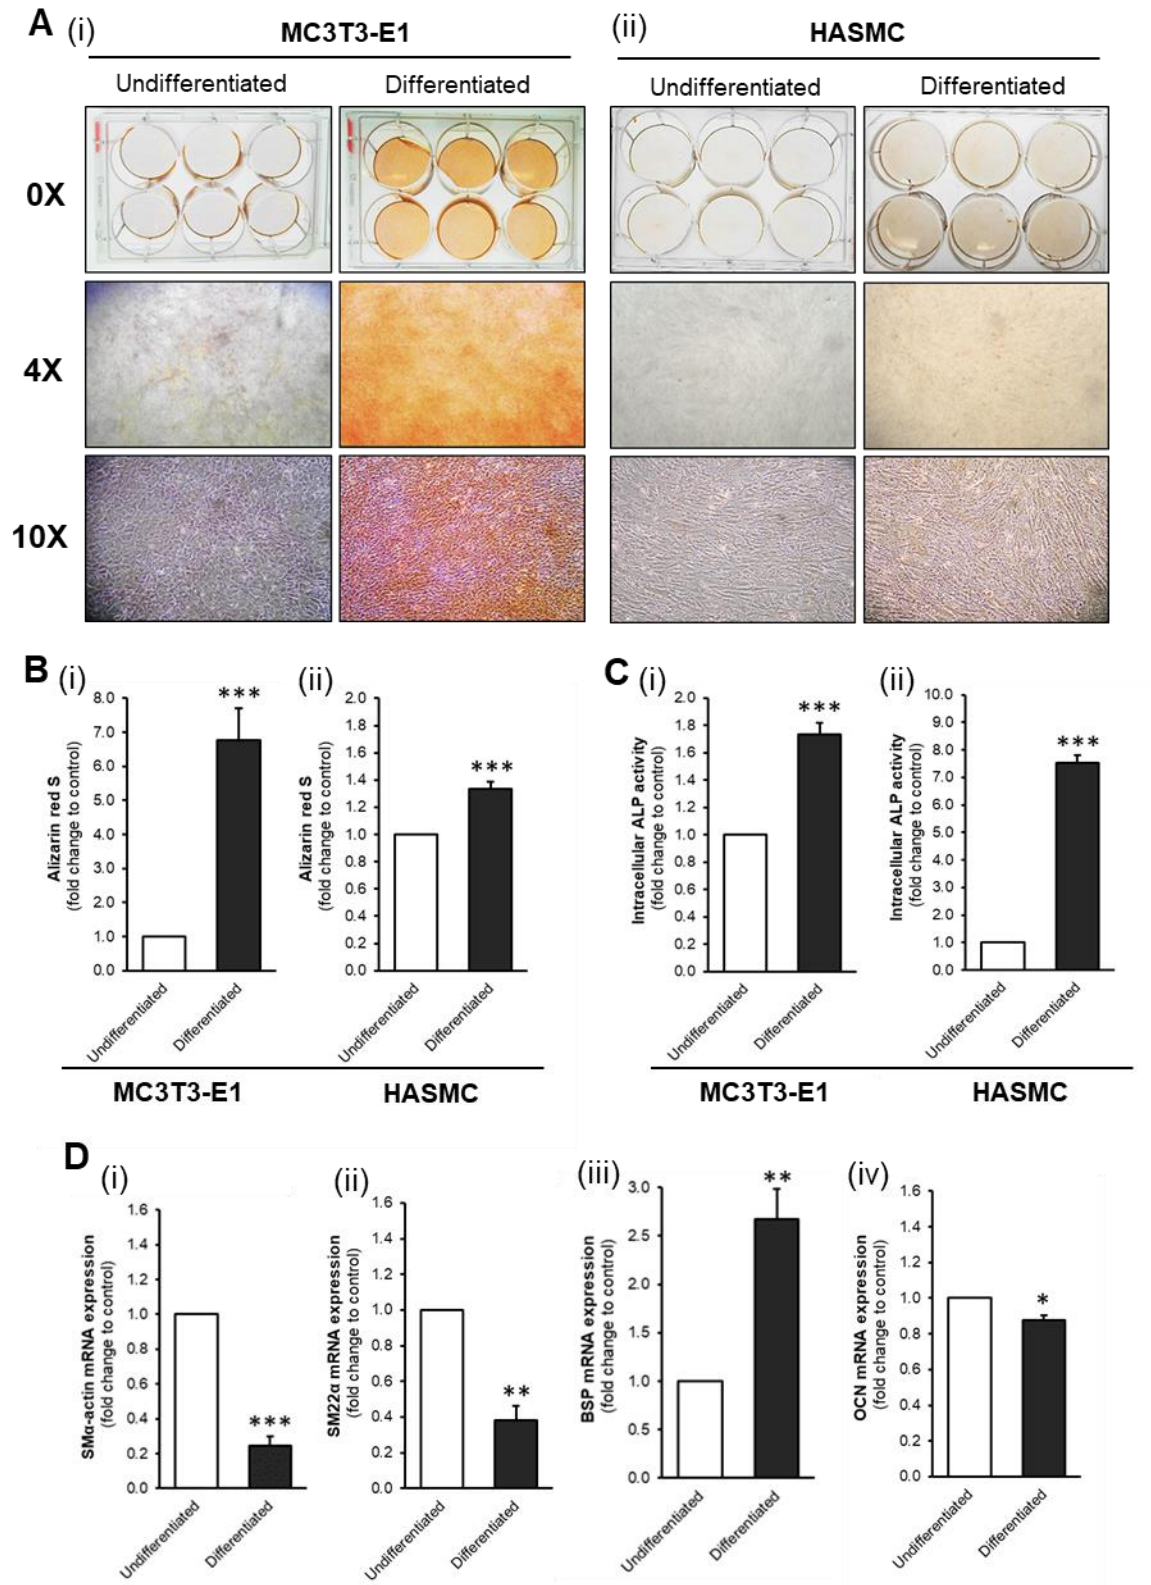 A (i) MC3T3-E1 (ii) HASMC
Undifferentiated Differentiated Undifferentiated Differentiated
0X
4X
10X
B (i) (ii) C (i) (ii)
Alizarin red S
(fold change to control)
8.0
7.0
6.0
5.0
4.0
3.0
2.0
1.0
0.0
***
Undifferentiated
Differentiated
Alizarin red S
(fold change to control)
2.0
1.8
1.6
1.4
1.2
1.0
0.8
0.6
0.4
0.2
0.0
***
Undifferentiated
Differentiated
MC3T3-E1 HASMC
Intracellular ALP activity
(fold change to control)
2.0
1.8
1.6
1.4
1.2
1.0
0.8
0.6
0.4
0.2
0.0
***
Undifferentiated
Differentiated
Intracellular ALP activity
(fold change to control)
10.0
9.0
8.0
7.0
6.0
5.0
4.0
3.0
2.0
1.0
0.0
***
Undifferentiated
Differentiated
MC3T3-E1 HASMC
D (i) (ii) (iii) (iv)
SMα-actin mRNA expression
(fold change to control)
1.6
1.4
1.2
1.0
0.8
0.6
0.4
0.2
0.0
***
Undifferentiated
Differentiated
SM22α mRNA expression
(fold change to control)
1.6
1.4
1.2
1.0
0.8
0.6
0.4
0.2
0.0
**
Undifferentiated
Differentiated
BSP mRNA expression
(fold change to control)
3.0
2.5
2.0
1.5
1.0
0.5
0.0
**
Undifferentiated
Differentiated
OCN mRNA expression
(fold change to control)
1.6
1.4
1.2
1.0
0.8
0.6
0.4
0.2
0.0
*
Undifferentiated
Differentiated